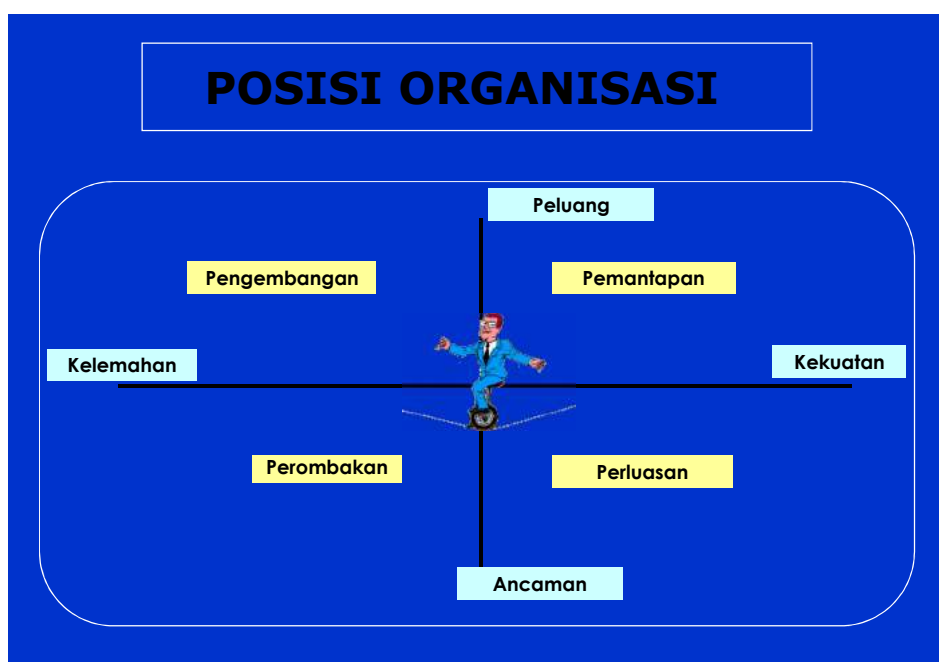 POSISI ORGANISASI
Peluang
Pengembangan
Pemantapan
Kelemahan
Kekuatan
Perombakan
Perluasan
Ancaman